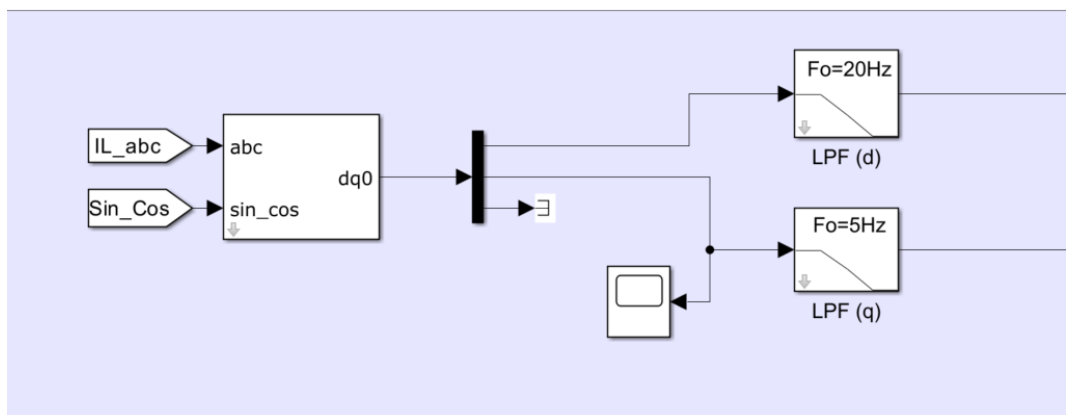 Fo=20Hz
LPF (d)
IL_abc
Sin_Cos
abc
sin_cos
dq0
Fo=5Hz
LPF (q)